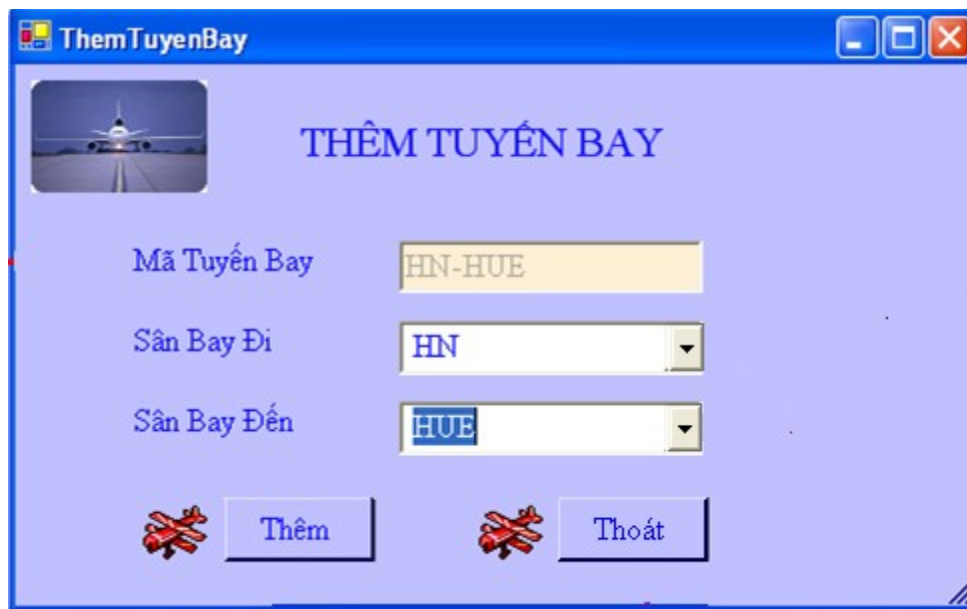 ThemTuyenBay
THÊM TUYẾN BAY
Mã Tuyến Bay HN-HUE
Sân Bay Đi HN
Sân Bay Đến HUE
Thêm Thoát